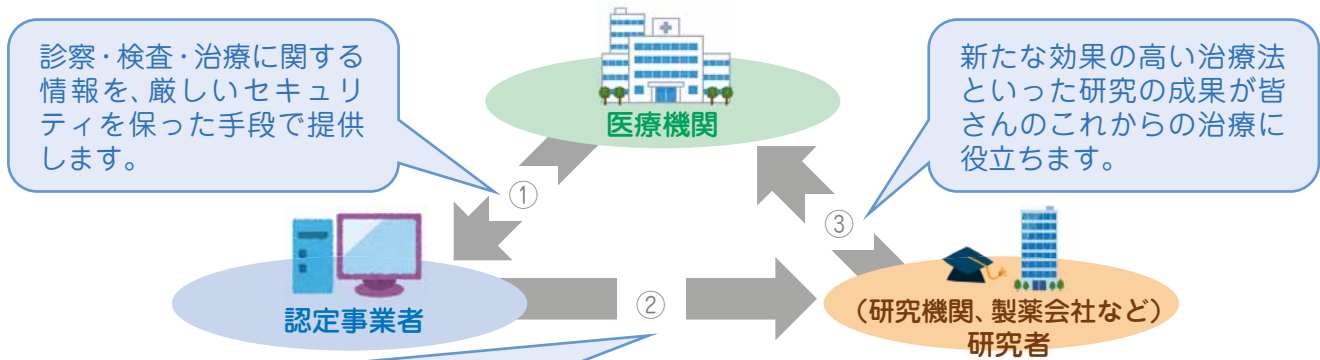 診察・検査・治療に関する
情報を、厳しいセキュリ
ティを保った手段で提供
します。
医療機関
新たな効果の高い治療法
といった研究の成果が皆
さんのこれからの治療に
役立ちます。
①
③
認定事業者
②
（研究機関、製薬会社など）
研究者